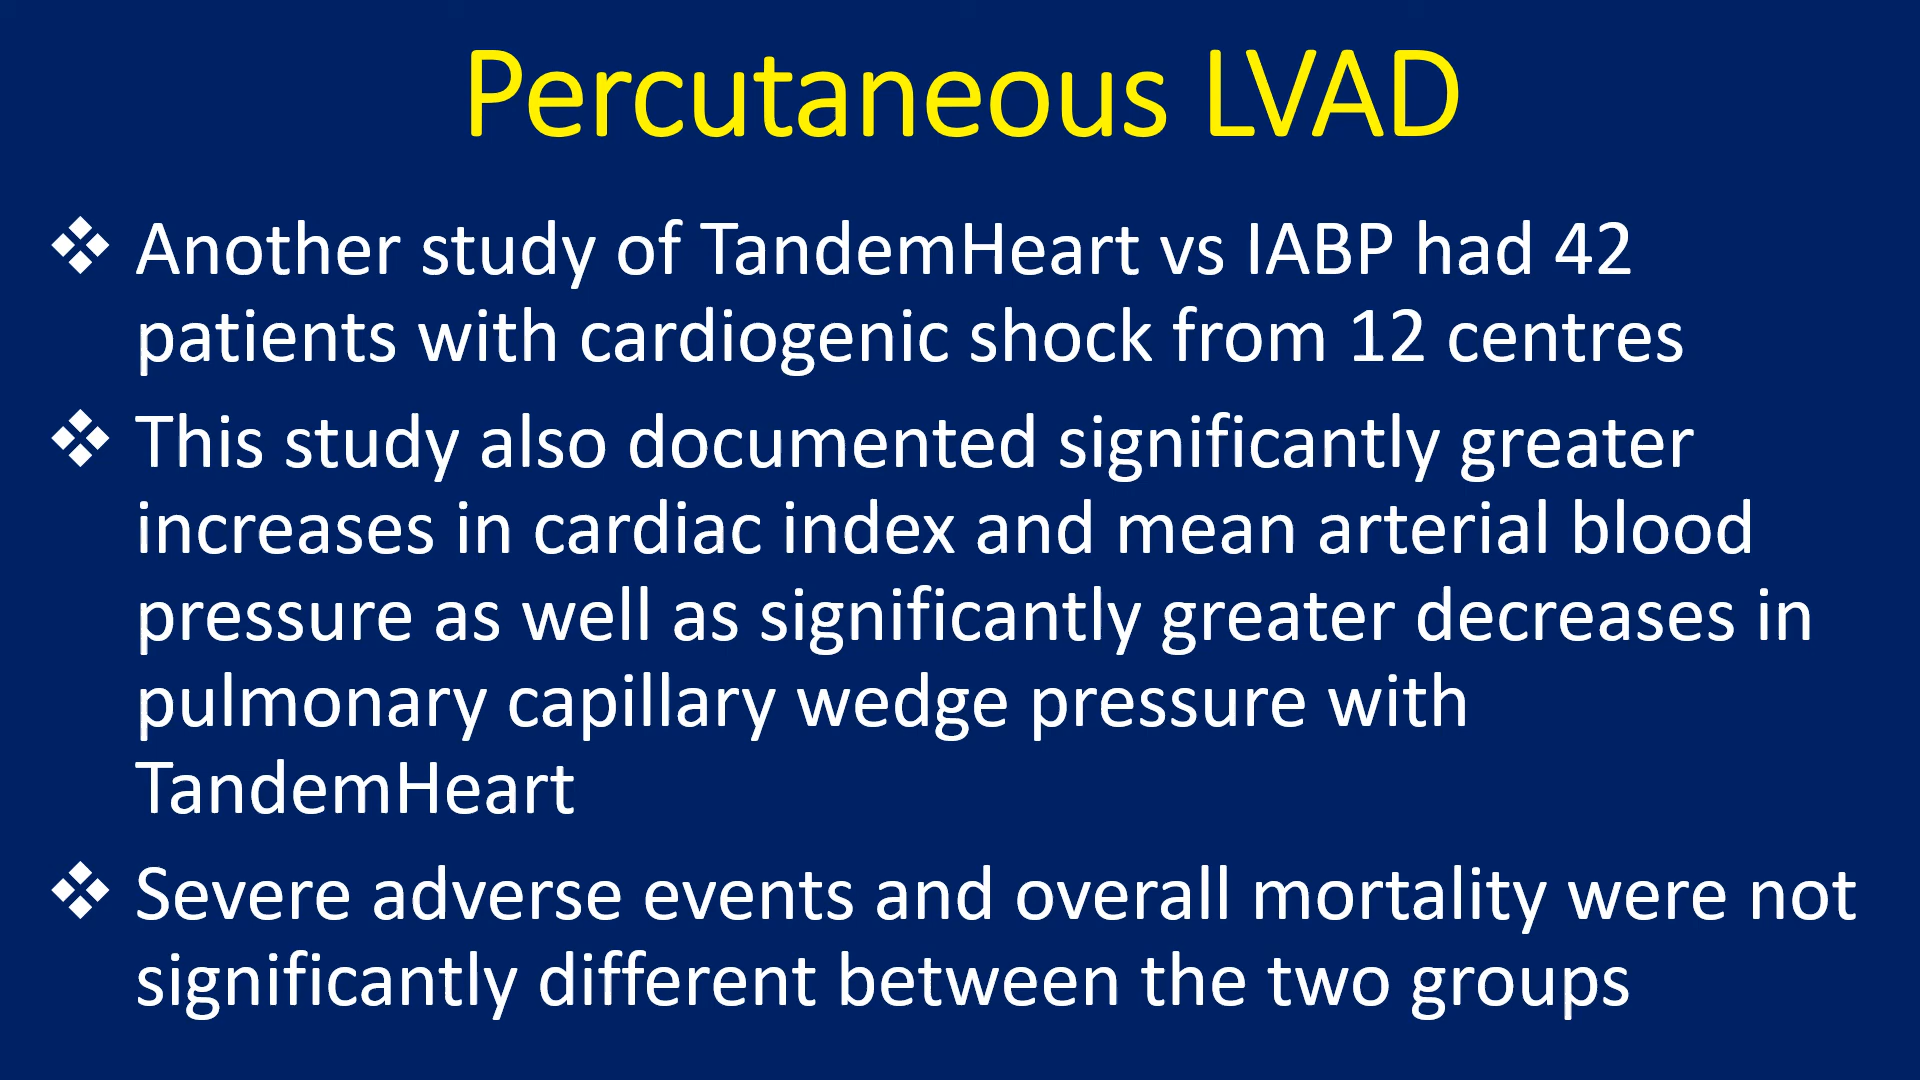 Percutaneous LVAD
❖ Another study of TandemHeart vs IABP had 42
patients with cardiogenic shock from 12 centres
❖ This study also documented significantly greater
increases in cardiac index and mean arterial blood
pressure as well as significantly greater decreases in
pulmonary capillary wedge pressure with
TandemHeart
❖ Severe adverse events and overall mortality were not
significantly different between the two groups